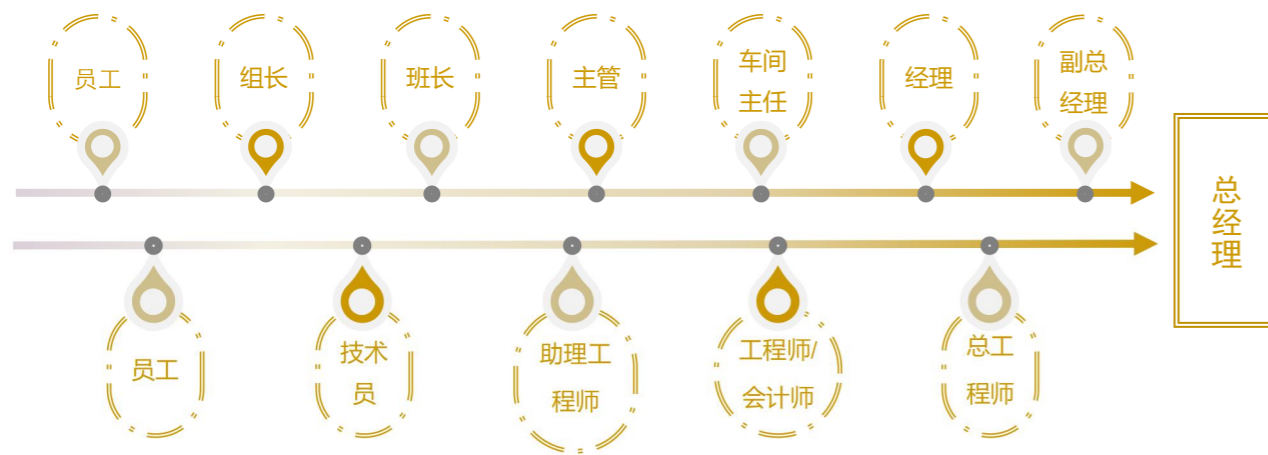 员工
组长
班长
主管
车间
主任
经理
副总
经理
总经理
员工
技术
员
助理工
程师
工程师/
会计师
总工
程师